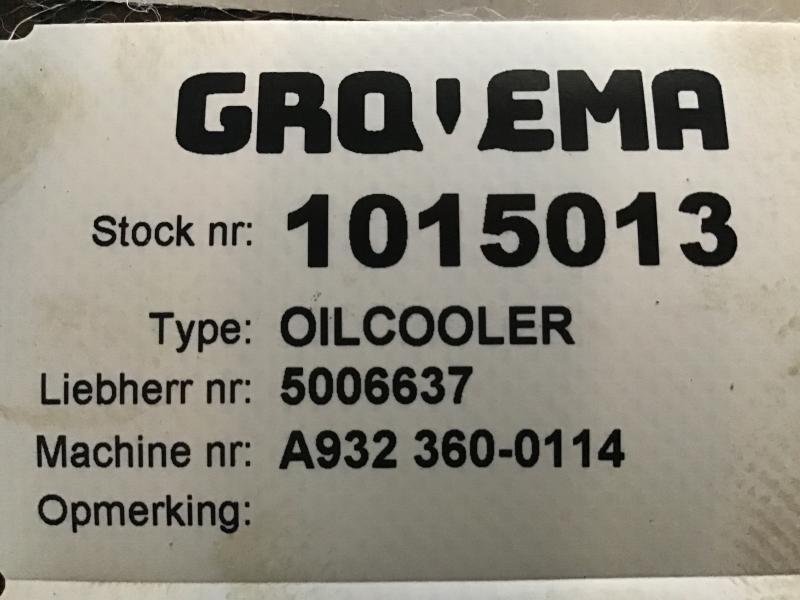 GRO'EMA
Stock nr: 1015013
Type: OILCOOLER
Liebherr nr: 5006637
Machine nr: A932 360-0114
Opmerking: